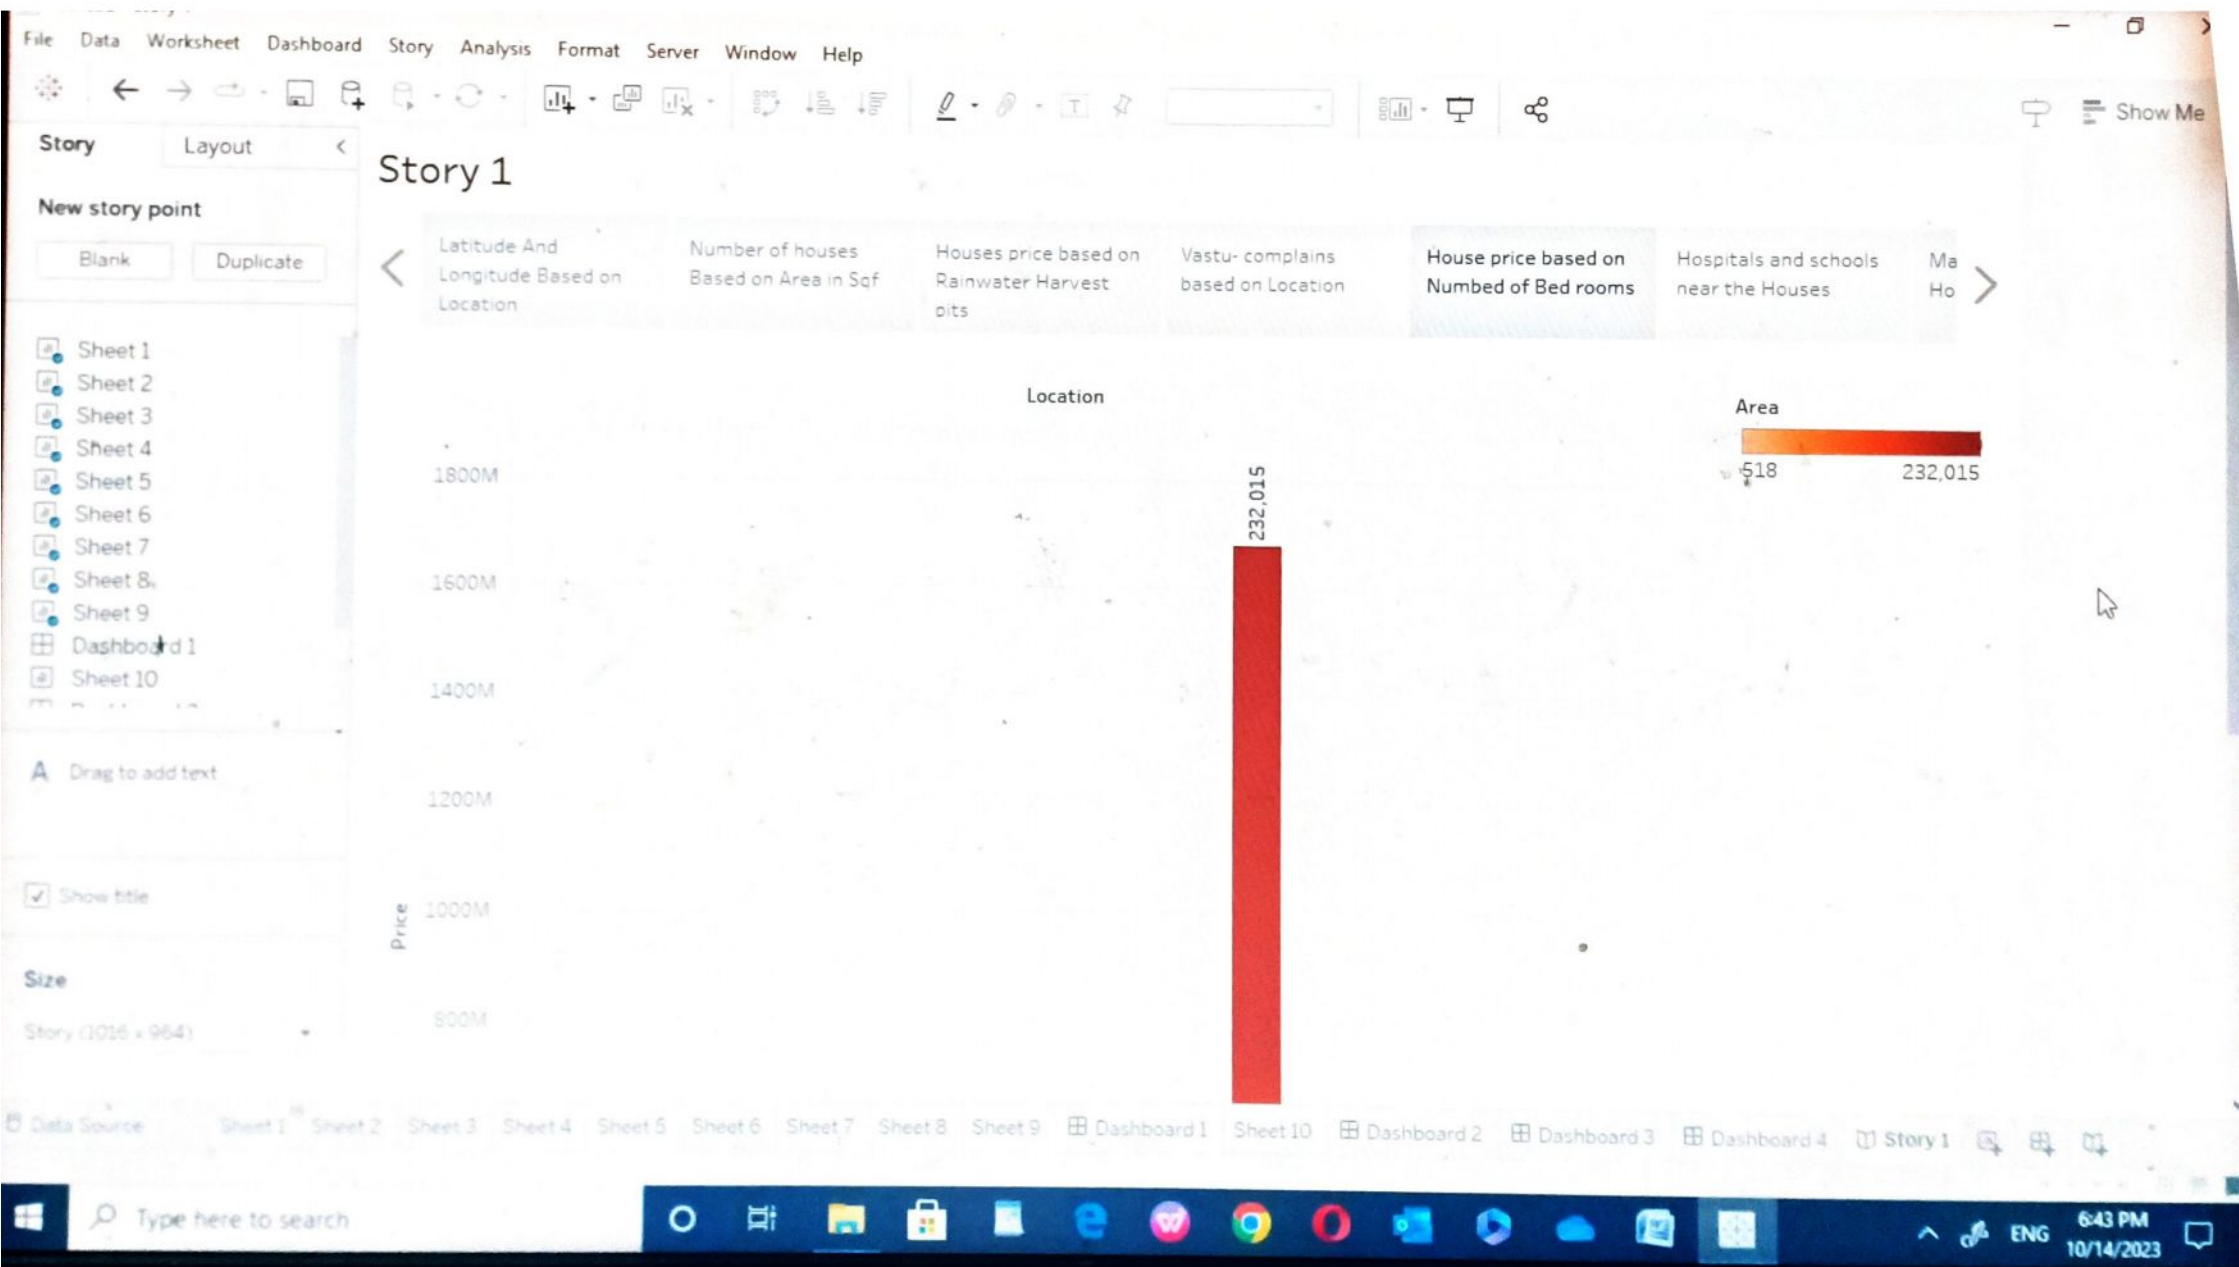 File Data Worksheet Dashboard Story Analysis Format Server Window Help
Show Me
Story Layout
Story 1
New story point
Blank Duplicate
Latitude And
Longitude Based on
Location
Number of houses
Based on Area in Sqf
Houses price based on
Rainwater Harvest
pits
Vastu- complains
based on Location
House price based on
Numbed of Bed rooms
Hospitals and schools
near the Houses
Ma
Ho
Sheet 1
Sheet 2
Sheet 3
Sheet 4
Sheet 5
Sheet 6
Sheet 7
Sheet 8
Sheet 9
Dashboard 1
Sheet 10
A Drag to add text
Show title
Size
Story (1016 x 964)
Location
Area
518 232,015
232,015
1800M
1600M
1400M
1200M
1000M
800M
Price
Data Source Sheet 1 Sheet 2 Sheet 3 Sheet 4 Sheet 5 Sheet 6 Sheet 7 Sheet 8 Sheet 9 Dashboard 1 Sheet 10 Dashboard 2 Dashboard 3 Dashboard 4 Story 1
Type here to search
ENG
6:43 PM
10/14/2023